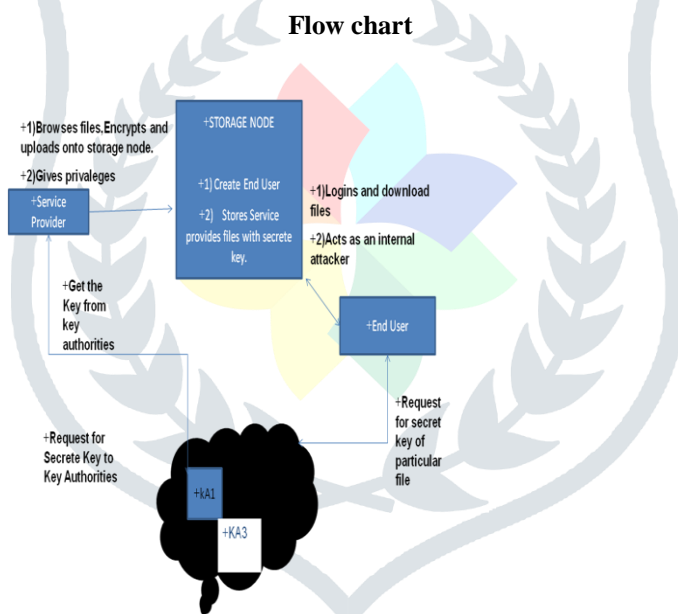 Flow chart
+1)Browses files,Encrypts and
uploads onto storage node.
+2)Gives privaleges
+Service
Provider
+STORAGE NODE
+1) Create End User
+2) Stores Service
provides files with secrete
key.
+1)Logins and download
files
+2)Acts as an internal
attacker
+End User
+Get the
Key from
key
authorities
+Request for
Secrete Key to
Key Authorities
+Request
for secret
key of
particular
file
+kA1
+KA3